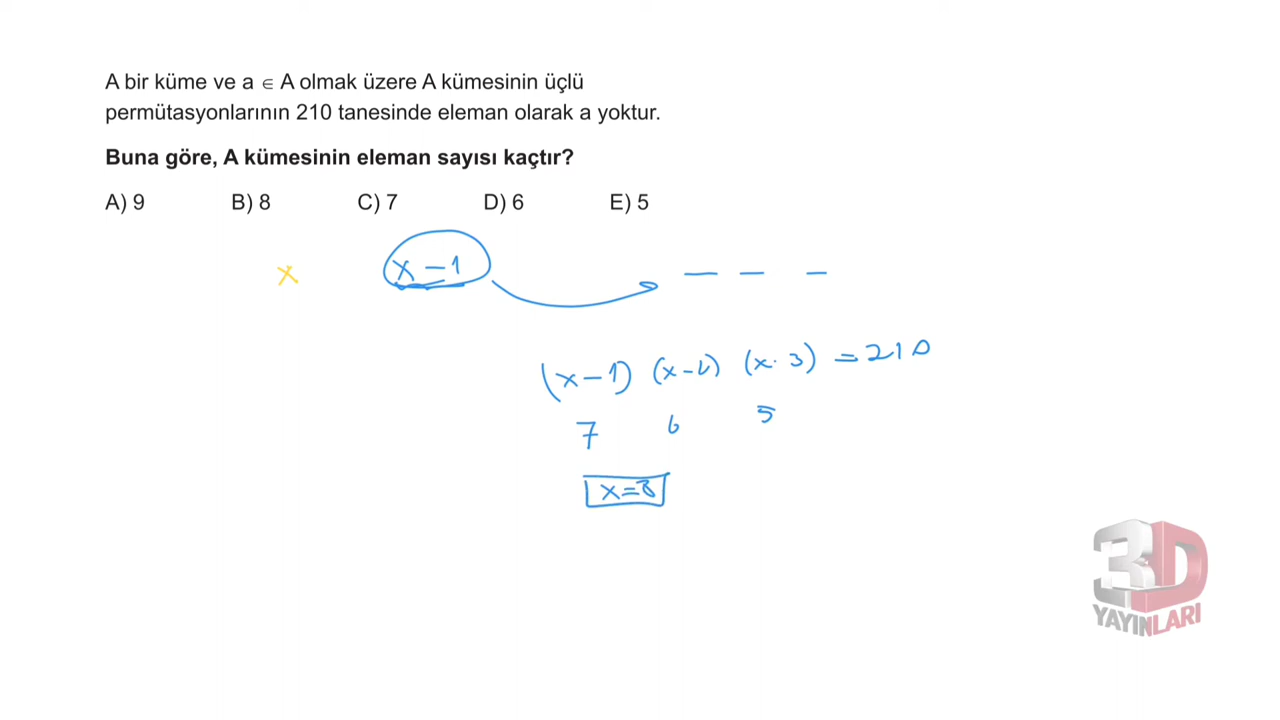 A bir küme ve a ∈ A olmak üzere A kümesinin üçlü
permütasyonlarının 210 tanesinde eleman olarak a yoktur.
Buna göre, A kümesinin eleman sayısı kaçtır?
A) 9 B) 8 C) 7 D) 6 E) 5
x x - 1
(x - 1) (x - 2) (x - 3) = 210
7 6 5
x = 8
3D
YAYINLARI